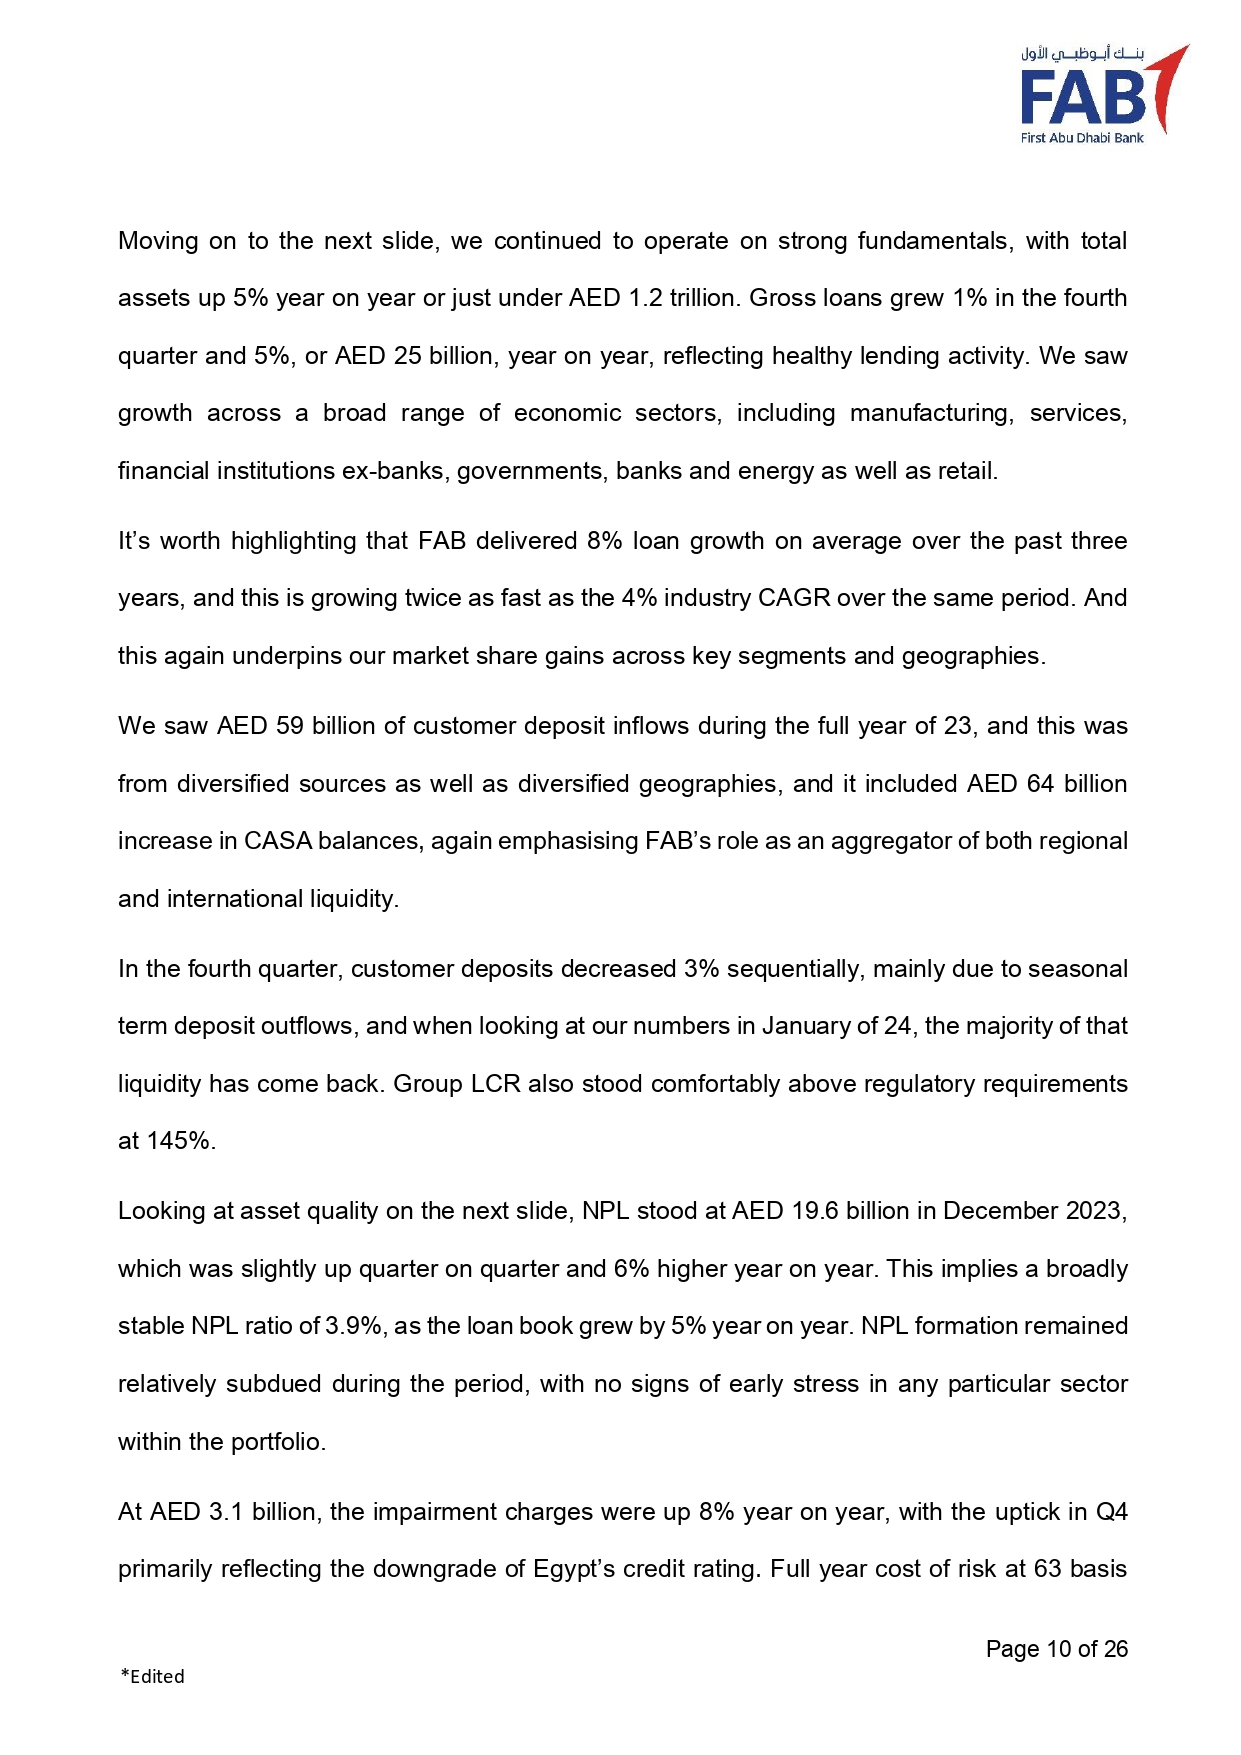 بنك أبوظبي الأول
FAB
First Abu Dhabi Bank
Moving on to the next slide, we continued to operate on strong fundamentals, with total
assets up 5% year on year or just under AED 1.2 trillion. Gross loans grew 1% in the fourth
quarter and 5%, or AED 25 billion, year on year, reflecting healthy lending activity. We saw
growth across a broad range of economic sectors, including manufacturing, services,
financial institutions ex-banks, governments, banks and energy as well as retail.
It’s worth highlighting that FAB delivered 8% loan growth on average over the past three
years, and this is growing twice as fast as the 4% industry CAGR over the same period. And
this again underpins our market share gains across key segments and geographies.
We saw AED 59 billion of customer deposit inflows during the full year of 23, and this was
from diversified sources as well as diversified geographies, and it included AED 64 billion
increase in CASA balances, again emphasising FAB’s role as an aggregator of both regional
and international liquidity.
In the fourth quarter, customer deposits decreased 3% sequentially, mainly due to seasonal
term deposit outflows, and when looking at our numbers in January of 24, the majority of that
liquidity has come back. Group LCR also stood comfortably above regulatory requirements
at 145%.
Looking at asset quality on the next slide, NPL stood at AED 19.6 billion in December 2023,
which was slightly up quarter on quarter and 6% higher year on year. This implies a broadly
stable NPL ratio of 3.9%, as the loan book grew by 5% year on year. NPL formation remained
relatively subdued during the period, with no signs of early stress in any particular sector
within the portfolio.
At AED 3.1 billion, the impairment charges were up 8% year on year, with the uptick in Q4
primarily reflecting the downgrade of Egypt’s credit rating. Full year cost of risk at 63 basis
Page 10 of 26
*Edited